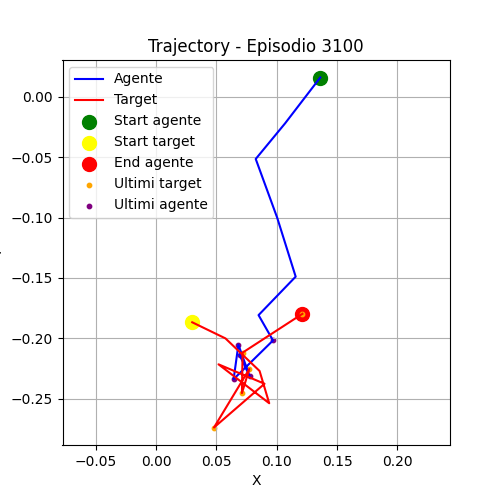 Trajectory - Episodio 3100
Agente
Target
Start agente
Start target
End agente
Ultimi target
Ultimi agente
0.00
−0.05
−0.10
−0.15
−0.20
−0.25
−0.05
0.00
0.05
0.10
0.15
0.20
X